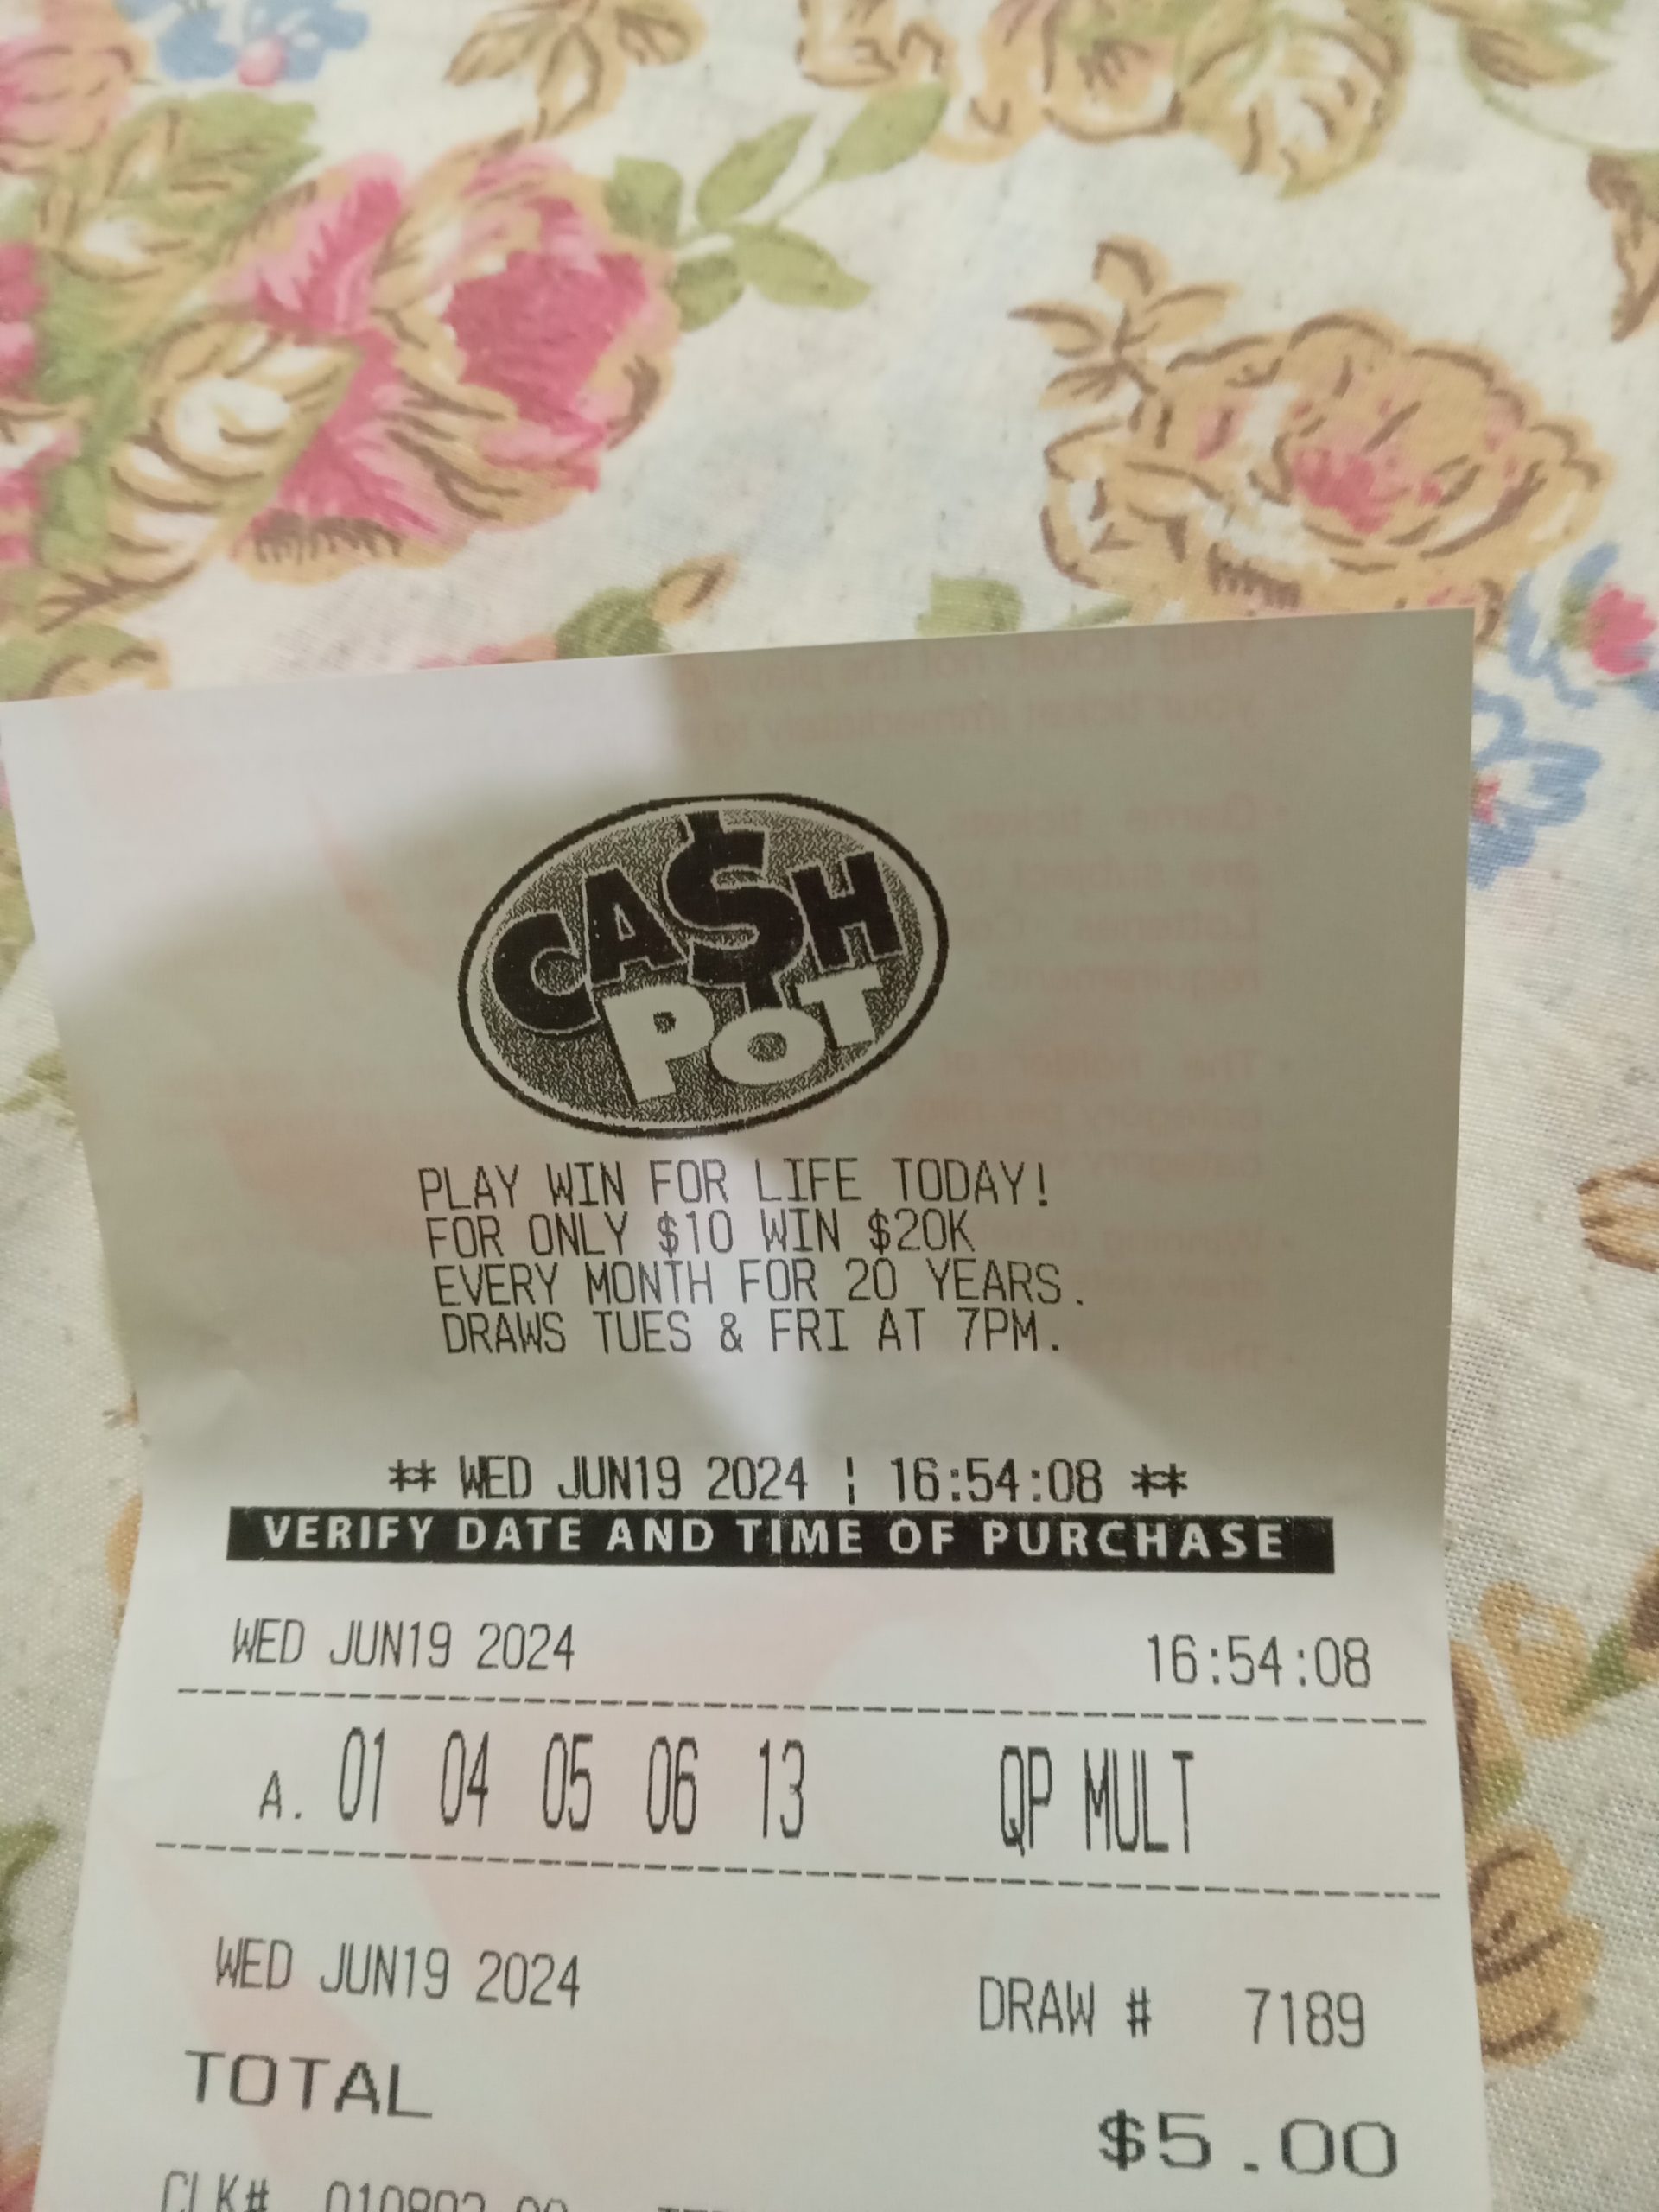 CA$H
POT
PLAY WIN FOR LIFE TODAY!
FOR ONLY $10 WIN $20K
EVERY MONTH FOR 20 YEARS.
DRAWS TUES & FRI AT 7PM.
** WED JUN19 2024 ¦ 16:54:08 **
VERIFY DATE AND TIME OF PURCHASE
WED JUN19 2024 16:54:08
A. 01 04 05 06 13 QP MULT
WED JUN19 2024 DRAW # 7189
TOTAL $5.00
CLK#